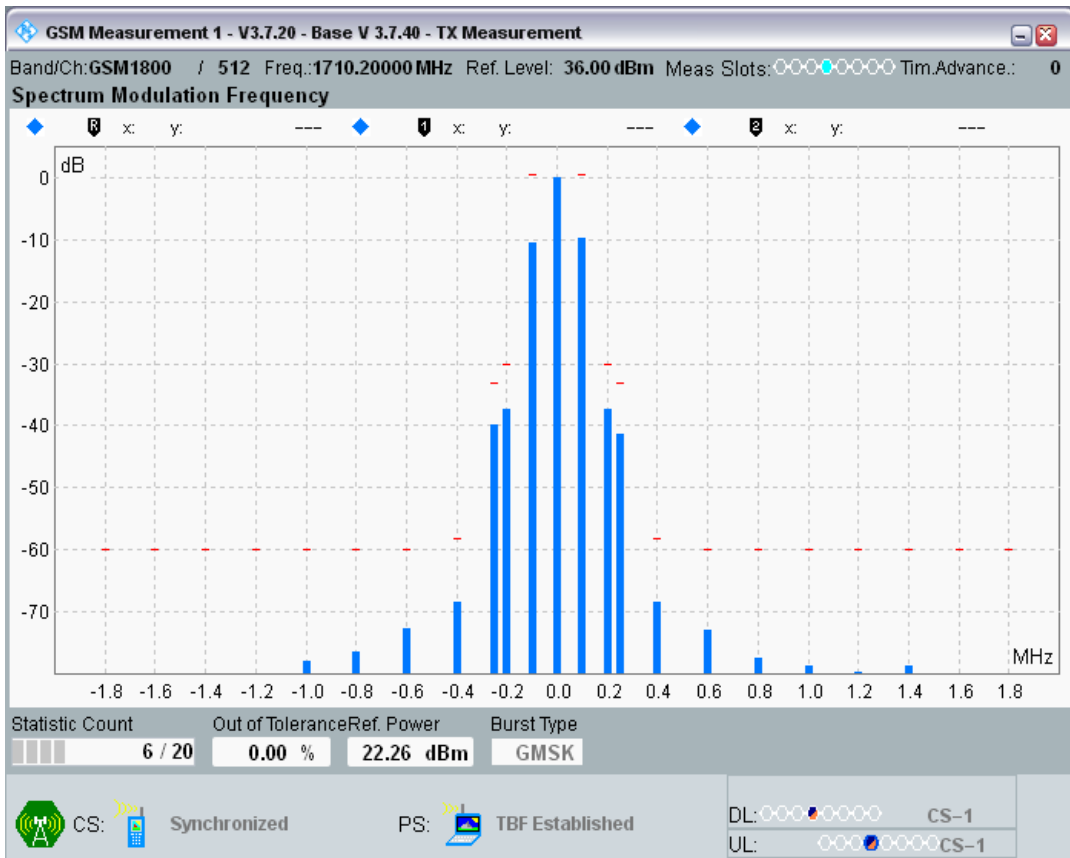 GSM Measurement 1 - V3.7.20 - Base V 3.7.40 - TX Measurement
Band/Ch:GSM1800 / 512 Freq.:1710.20000 MHz Ref. Level: 36.00 dBm Meas Slots: Tim.Advance.: 0
Spectrum Modulation Frequency
R x: y: --- 1 x: y: --- 2 x: y: ---
dB
0
-10
-20
-30
-40
-50
-60
-70
MHz
-1.8 -1.6 -1.4 -1.2 -1.0 -0.8 -0.6 -0.4 -0.2 0.0 0.2 0.4 0.6 0.8 1.0 1.2 1.4 1.6 1.8
Statistic Count Out of Tolerance Ref. Power Burst Type
6 / 20 0.00 % 22.26 dBm GMSK
CS: Synchronized PS: TBF Established
DL: CS-1
UL: CS-1